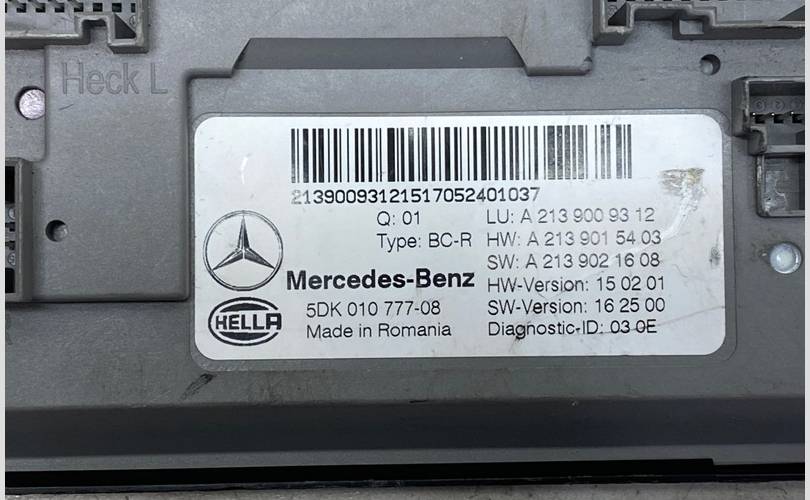 Heck L
21390093121517052401037
Q: 01
Type: BC-R
LU: A 213 900 93 12
HW: A 213 901 54 03
SW: A 213 902 16 08
HW-Version: 15 02 01
SW-Version: 16 25 00
Diagnostic-ID: 03 0E
Mercedes-Benz
HELLA
5DK 010 777-08
Made in Romania